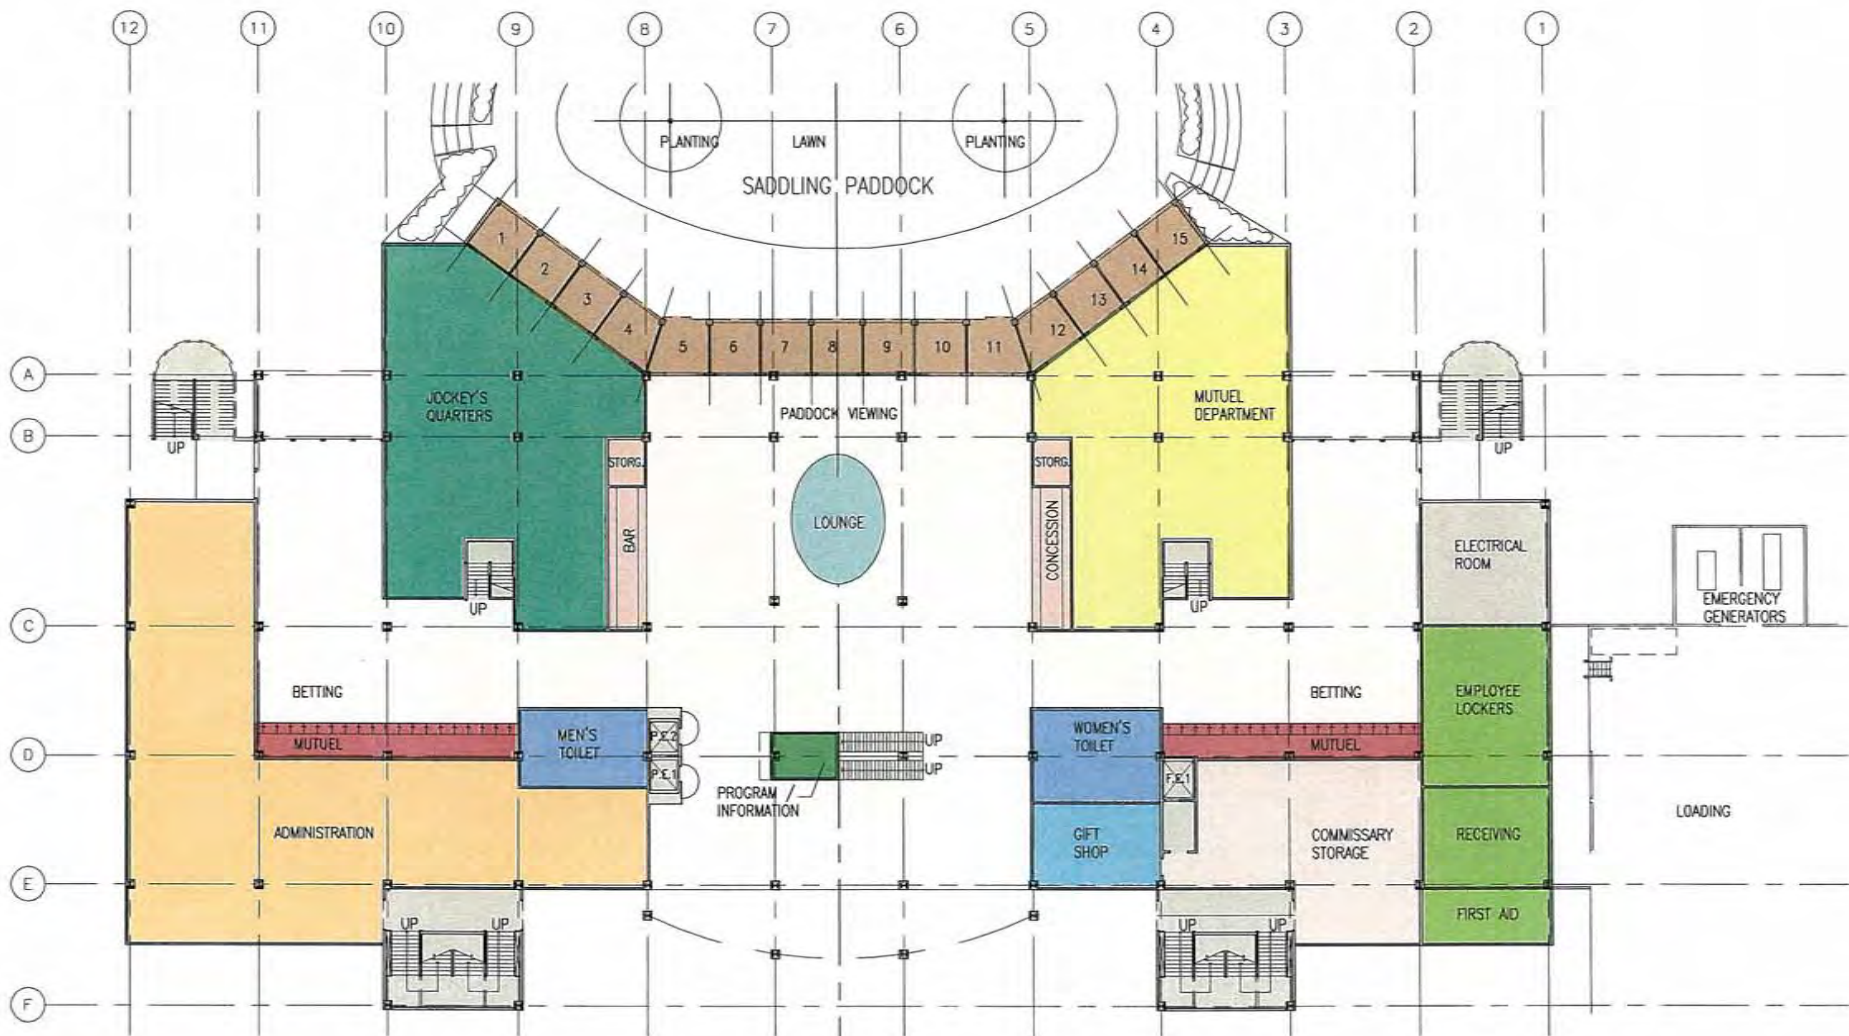 12 11 10 9 8 7 6 5 4 3 2 1
PLANTING LAWN PLANTING
SADDLING PADDOCK
1
2
3
4
5 6 7 8 9 10 11
12
13
14
15
A
JOCKEY'S
QUARTERS
PADDOCK VIEWING
MUTUEL
DEPARTMENT
B
UP
UP
STORG.
STORG.
LOUNGE
BAR
CONCESSION
ELECTRICAL
ROOM
EMERGENCY
GENERATORS
UP
UP
C
BETTING
BETTING
EMPLOYEE
LOCKERS
MUTUEL
MEN'S
TOILET
P.E.2
P.E.1
UP
UP
WOMEN'S
TOILET
MUTUEL
D
F.E.1
PROGRAM
INFORMATION
ADMINISTRATION
GIFT
SHOP
COMMISSARY
STORAGE
RECEIVING
LOADING
E
UP UP
UP UP
FIRST AID
F